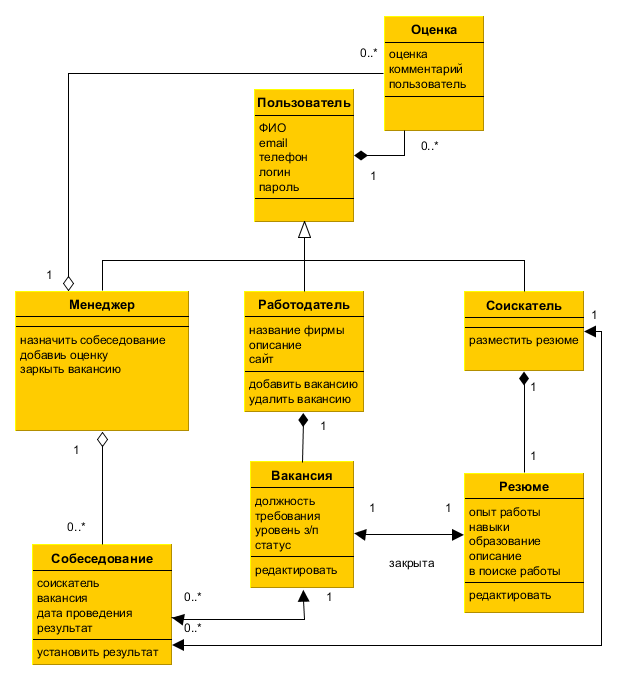 Оценка
оценка
комментарий
пользователь
0..*
Пользователь
ФИО
email
телефон
логин
пароль
0..*
1
1
Менеджер
назначить собеседование
добавиь оценку
заркыть вакансию
Работодатель
название фирмы
описание
сайт
добавить вакансию
удалить вакансию
Соискатель
разместить резюме
1
1
1
1
1
0..*
Вакансия
должность
требования
уровень з/п
статус
редактировать
1
1
закрыта
Резюме
опыт работы
навыки
образование
описание
в поиске работы
редактировать
Собеседование
соискатель
вакансия
дата проведения
результат
установить результат
0..*
1
0..*